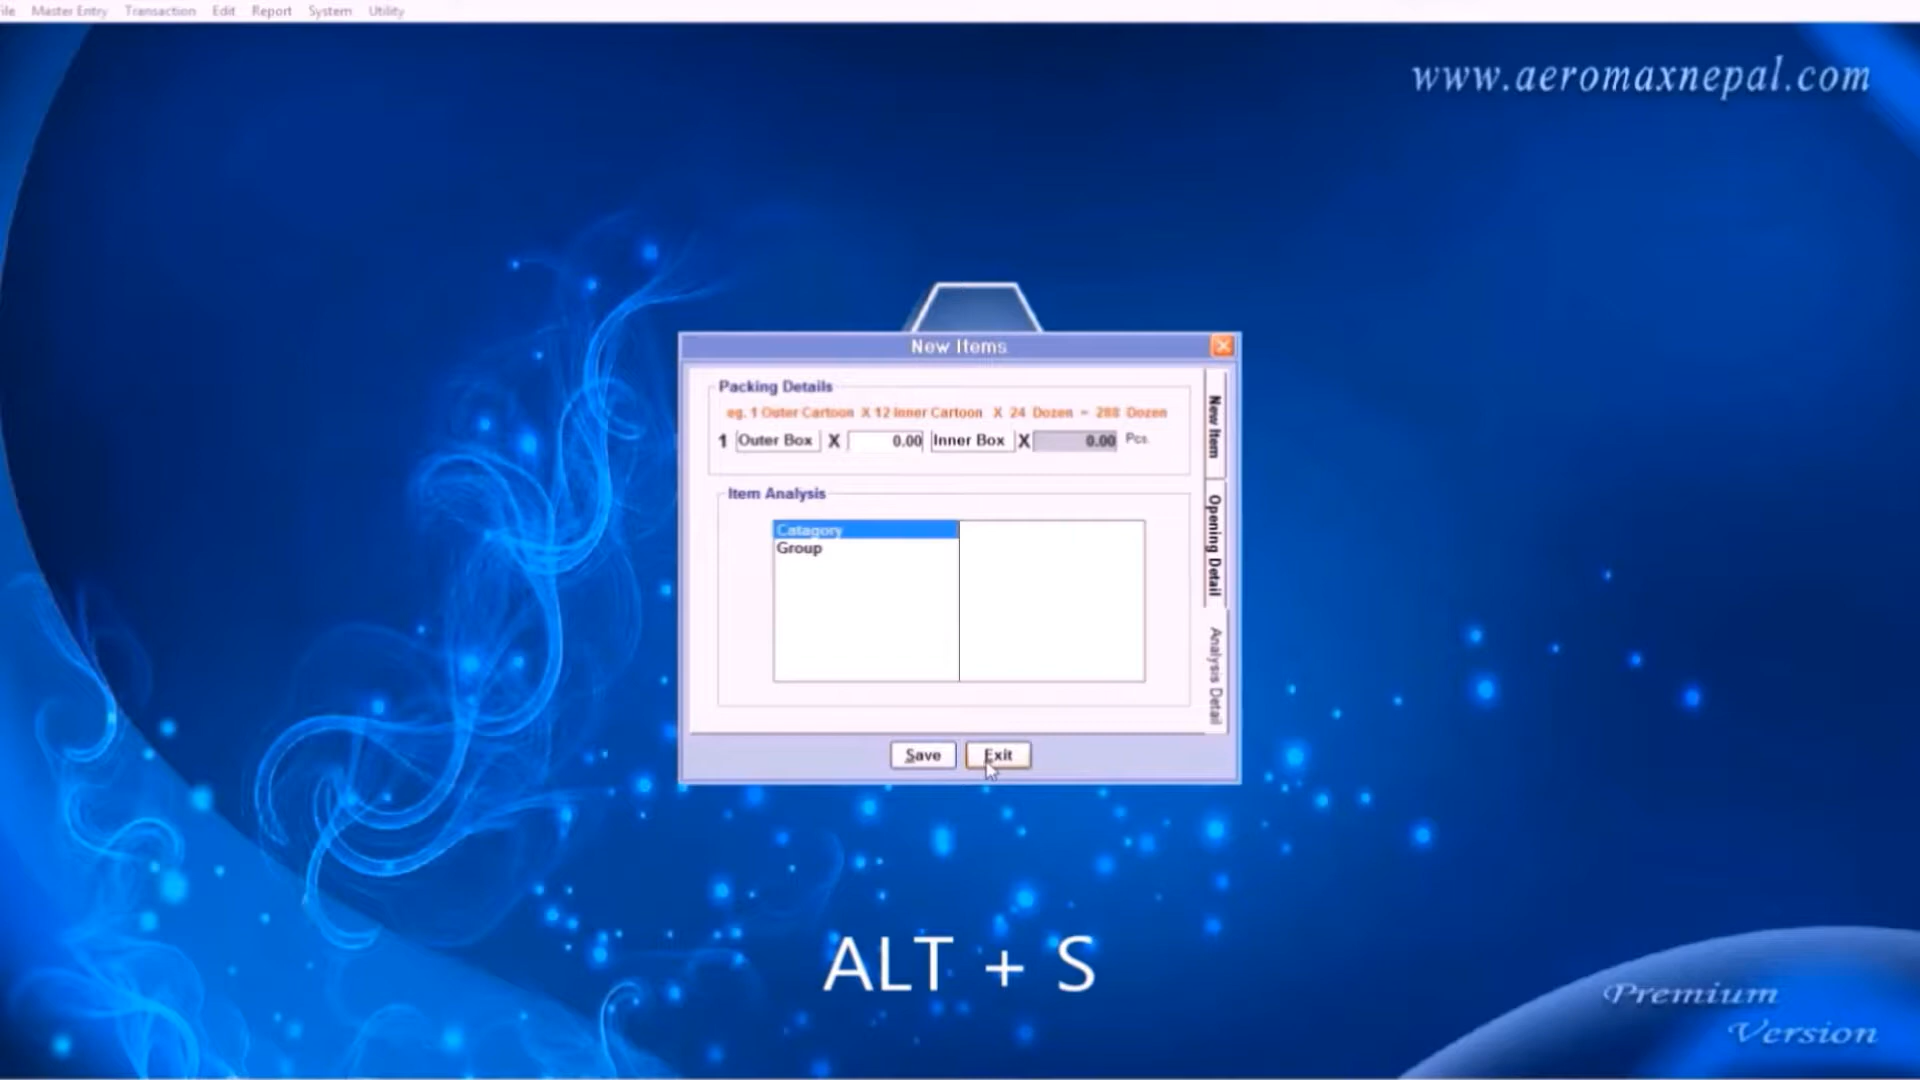 ile Master Entry Transaction Edit Report System Utility
www.aeromaxnepal.com
New Items
Packing Details
eg. 1 Outer Cartoon X 12 Inner Cartoon X 24 Dozen = 288 Dozen
1 Outer Box X 0.00 Inner Box X 0.00 Pcs.
Item Analysis
Catagory
Group
New Item
Opening Detail
Analysis Detail
Save Exit
ALT + S
Premium
Version